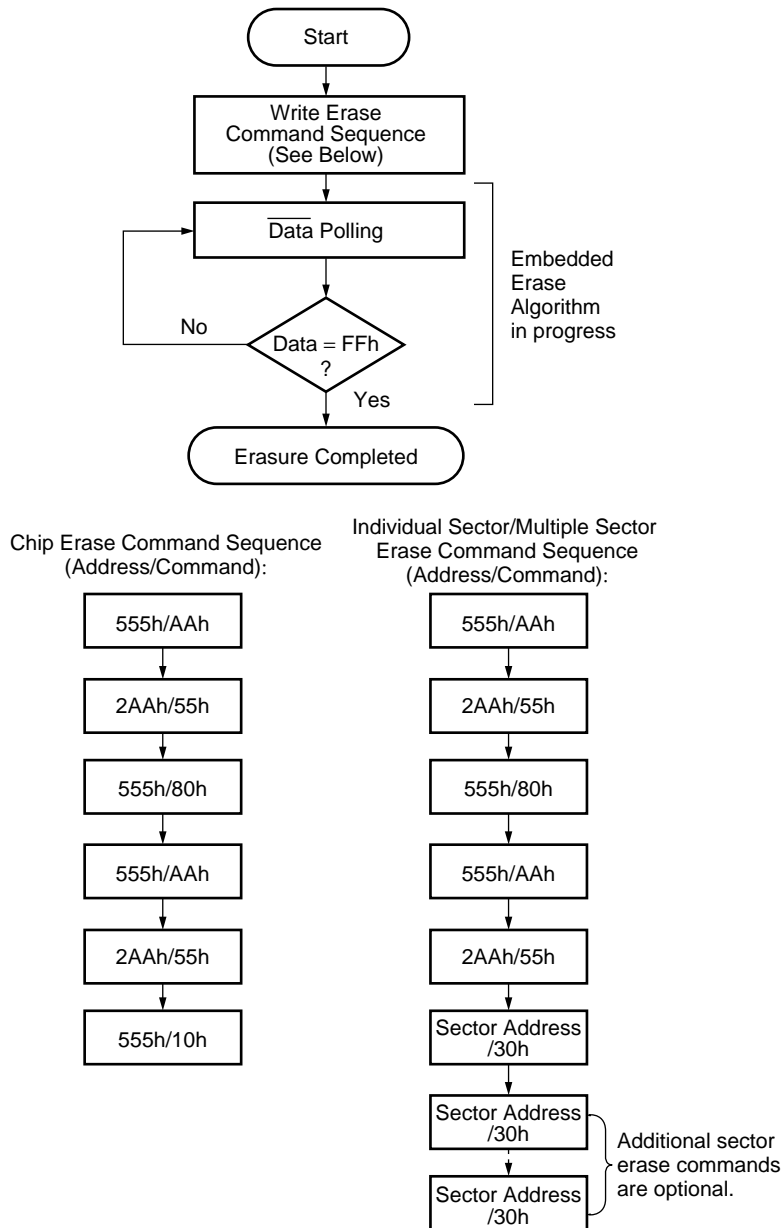 Start
Write Erase
Command Sequence
(See Below)
Data Polling
Embedded
Erase
Algorithm
in progress
No
Data = FFh
?
Yes
Erasure Completed
Chip Erase Command Sequence
(Address/Command):
555h/AAh
2AAh/55h
555h/80h
555h/AAh
2AAh/55h
555h/10h
Individual Sector/Multiple Sector
Erase Command Sequence
(Address/Command):
555h/AAh
2AAh/55h
555h/80h
555h/AAh
2AAh/55h
Sector Address
/30h
Sector Address
/30h
Sector Address
/30h
Additional sector
erase commands
are optional.